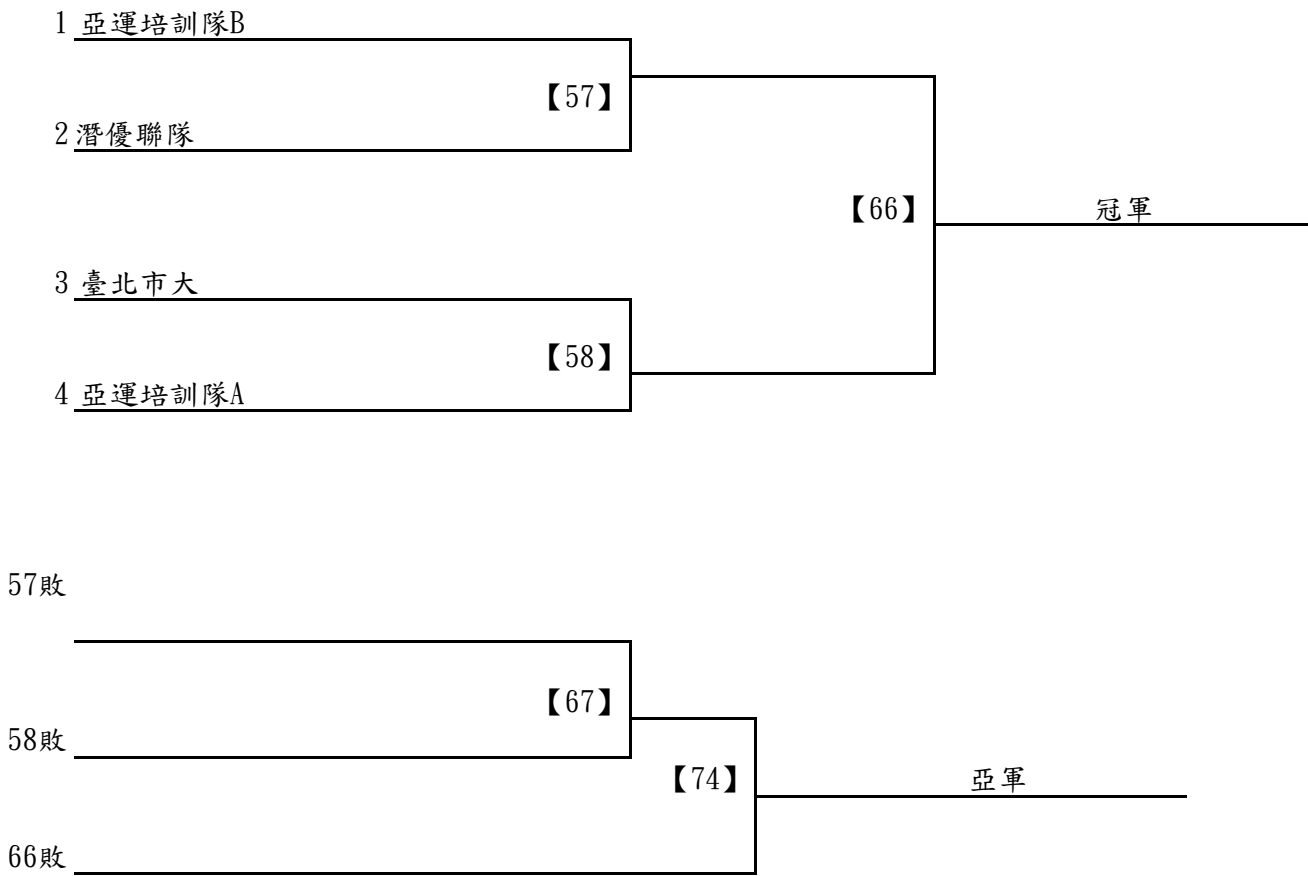 1 亞運培訓隊B
【57】
2 潛優聯隊
【66】
冠軍
3 臺北市大
【58】
4 亞運培訓隊A
57敗
【67】
58敗
【74】
亞軍
66敗